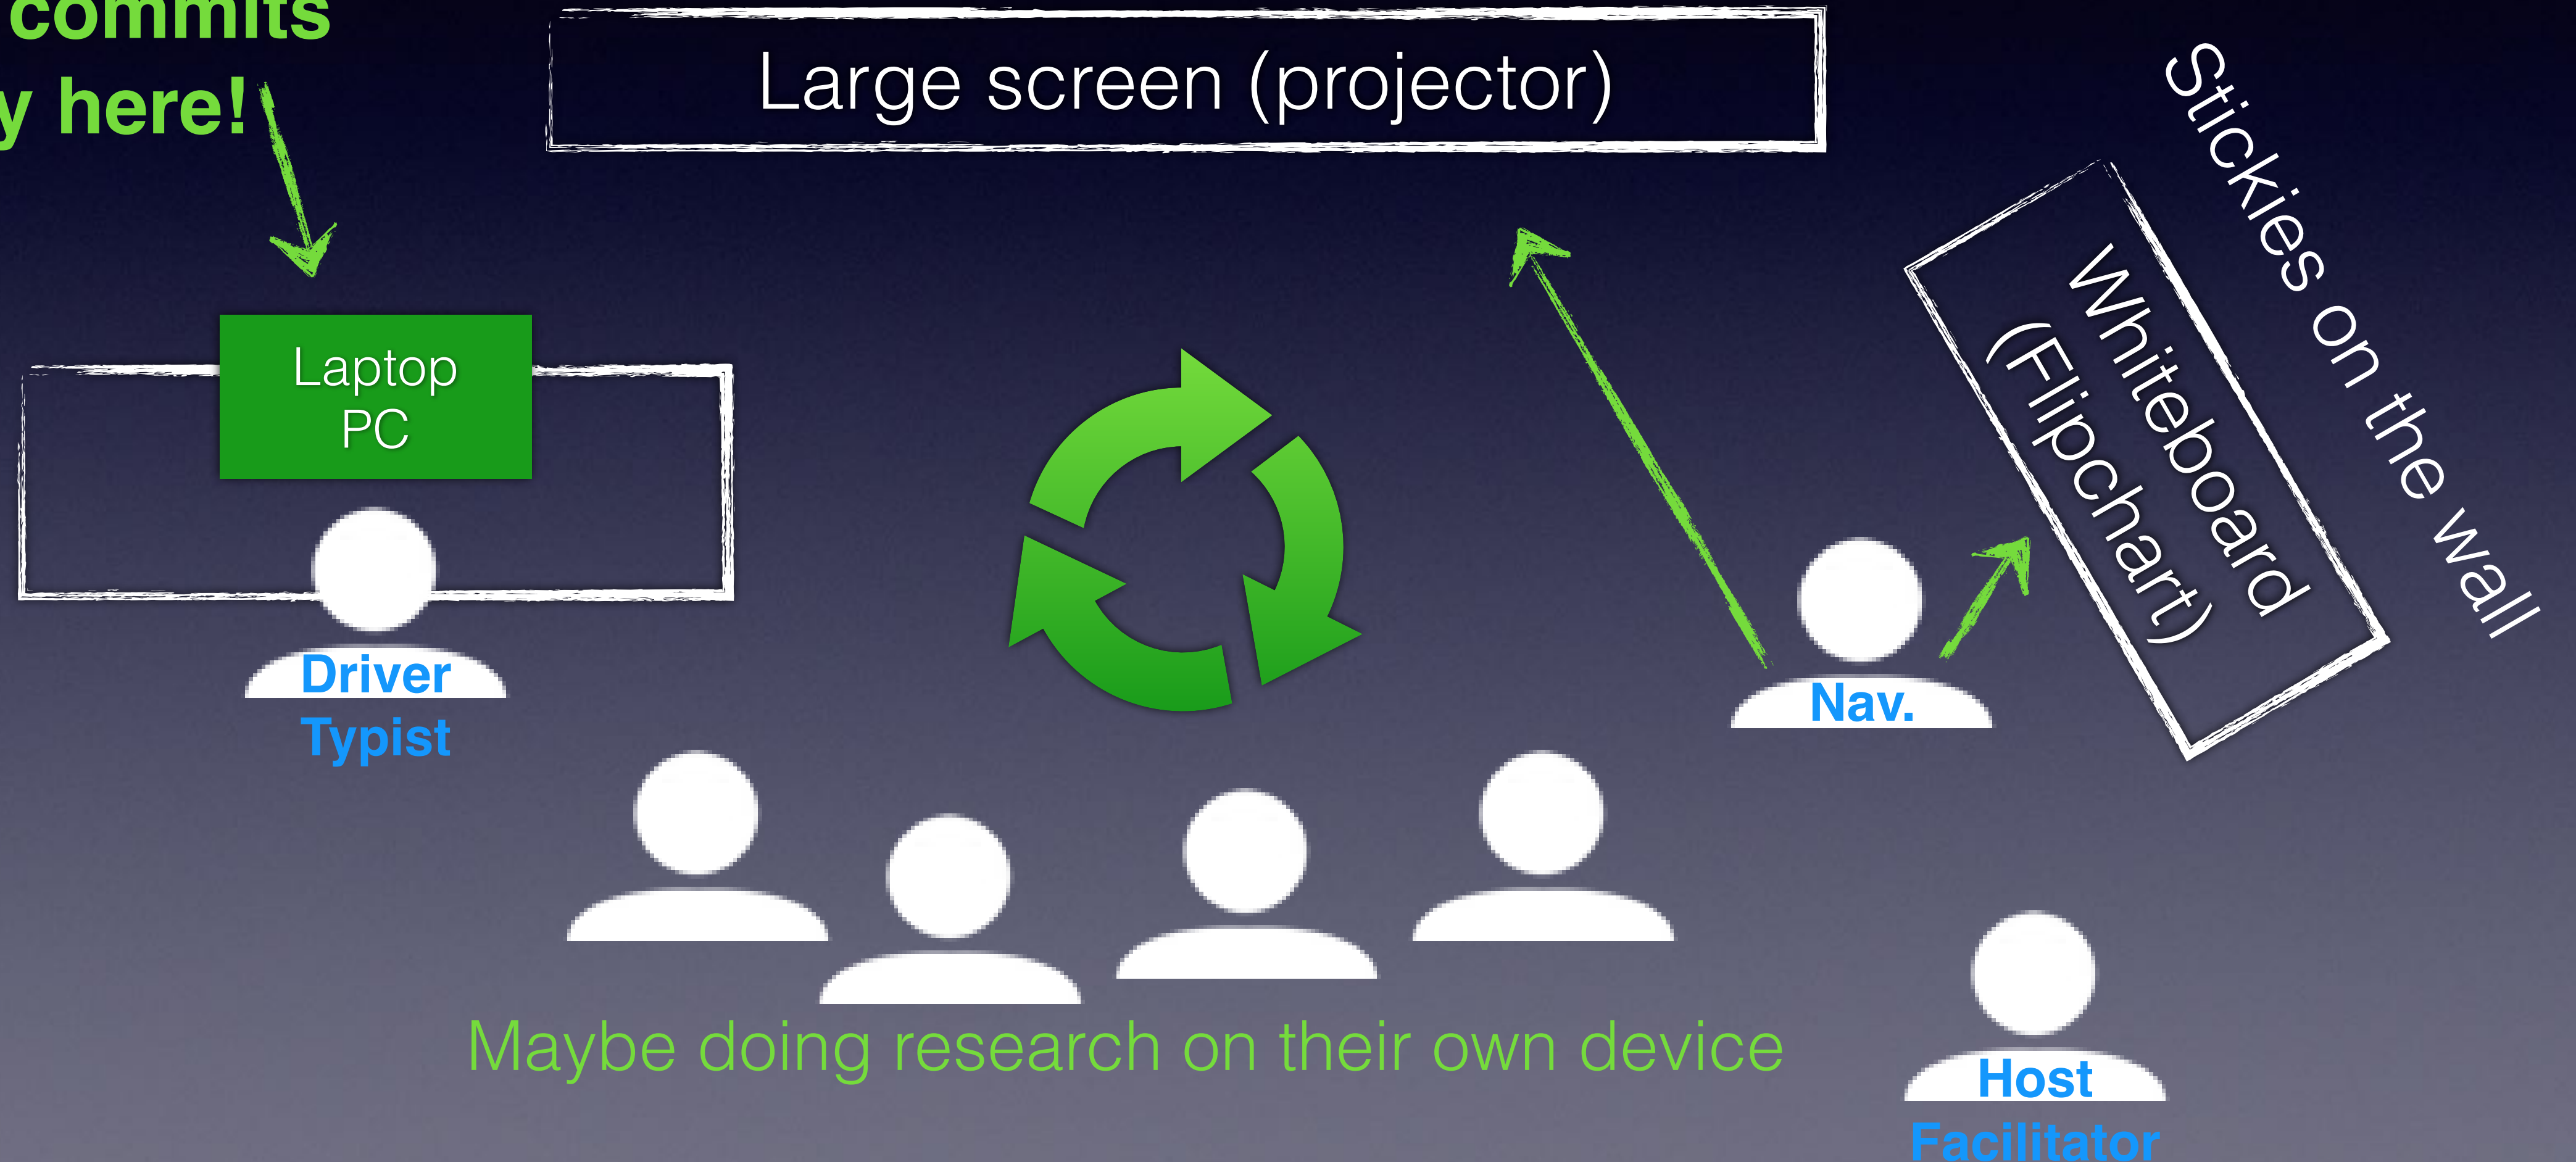 commits
y here!
Large screen (projector)
Stickies on the wall
Whiteboard
(Flipchart)
Laptop
PC
Driver
Typist
Nav.
Maybe doing research on their own device
Host
Facilitator